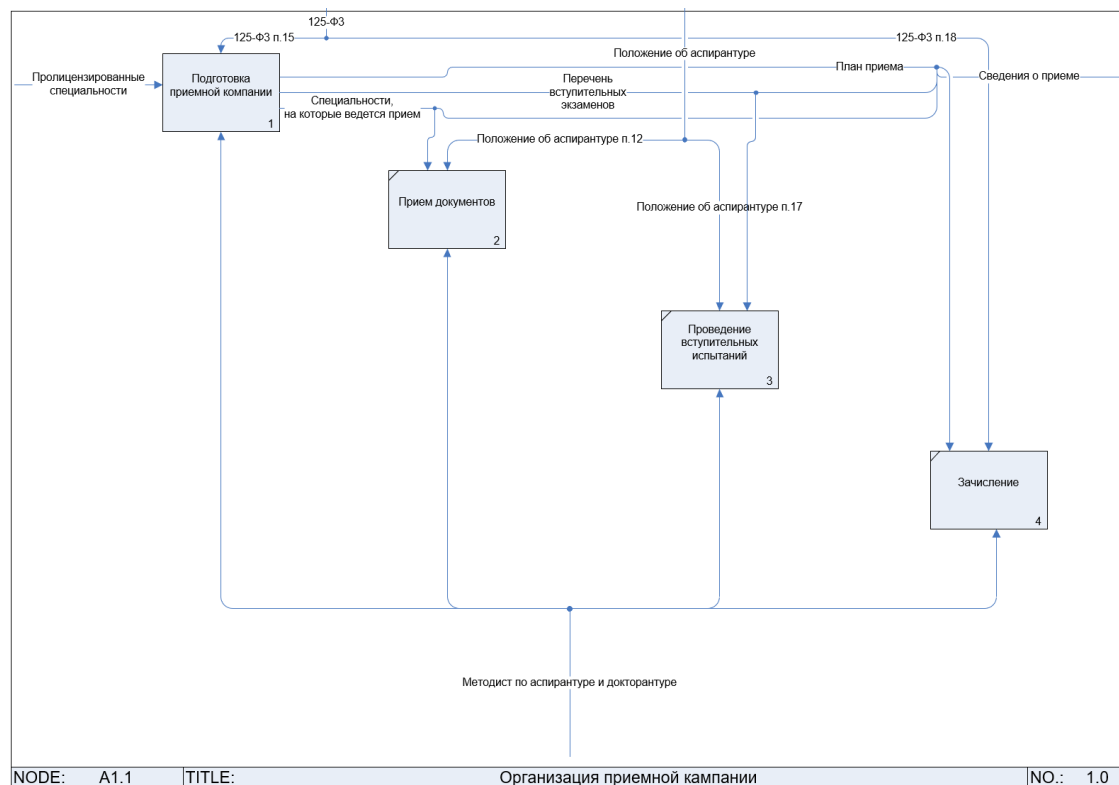 125-ФЗ
125-ФЗ п.15
125-ФЗ п.18
Положение об аспирантуре
План приема
Сведения о приеме
Пролицензированные
специальности
Подготовка
приемной компании
1
Перечень
вступительных
экзаменов
Специальности,
на которые ведется прием
Положение об аспирантуре п.12
Прием документов
2
Положение об аспирантуре п.17
Проведение
вступительных
испытаний
3
Зачисление
4
Методист по аспирантуре и докторантуре
NODE: A1.1 TITLE: Организация приемной кампании NO.: 1.0